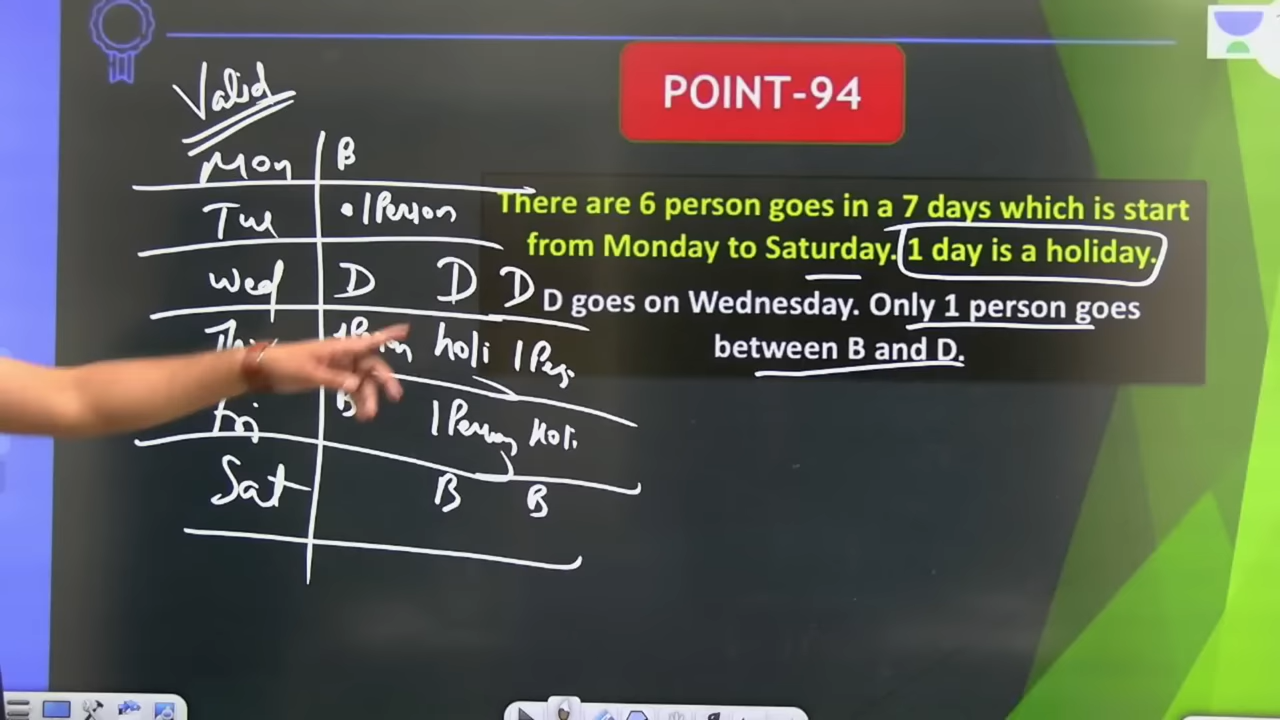 POINT-94
Valid
Mon B
Tue • 1 Person
There are 6 person goes in a 7 days which is start
from Monday to Saturday. 1 day is a holiday.
Wed D D D
D goes on Wednesday. Only 1 person goes
between B and D.
holi 1 Per
Fri B 1 Person Holi
Sat B B